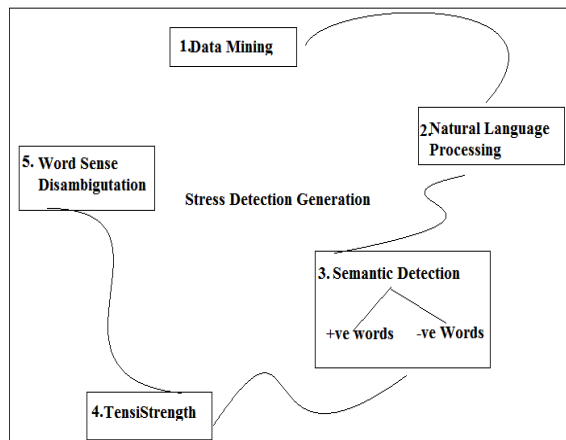 1.Data Mining
2.Natural Language
Processing
5. Word Sense
Disambigutation
Stress Detection Generation
3. Semantic Detection
+ve words -ve Words
4.TensiStrength